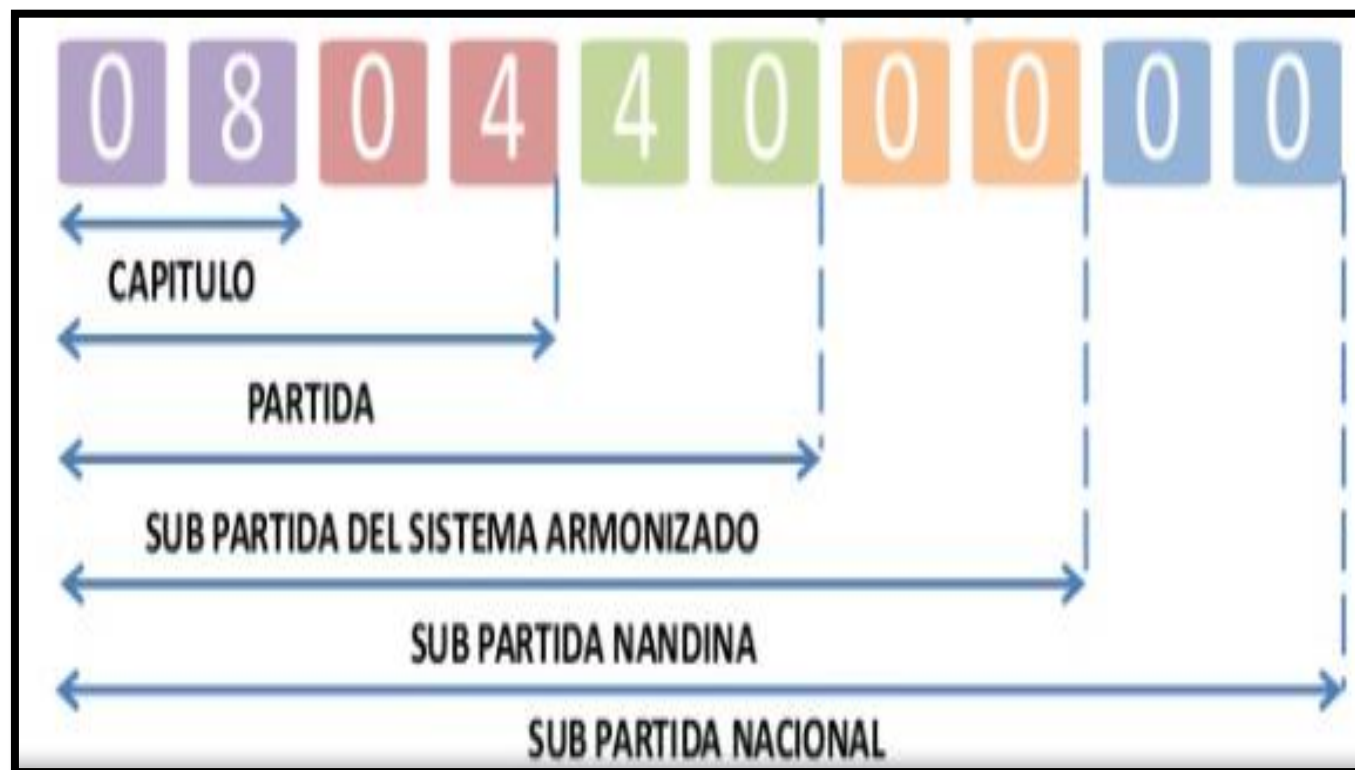 0 8 0 4 4 0 0 0 0 0
CAPITULO
PARTIDA
SUB PARTIDA DEL SISTEMA ARMONIZADO
SUB PARTIDA NANDINA
SUB PARTIDA NACIONAL